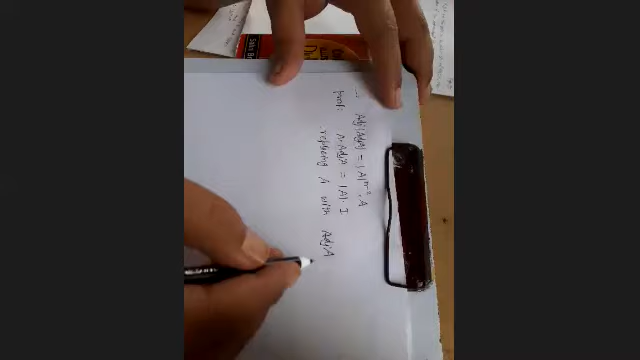 → Adj(AdjA) = |A|ⁿ⁻². A
proof: A.AdjA = |A|. I
replacing A with AdjA